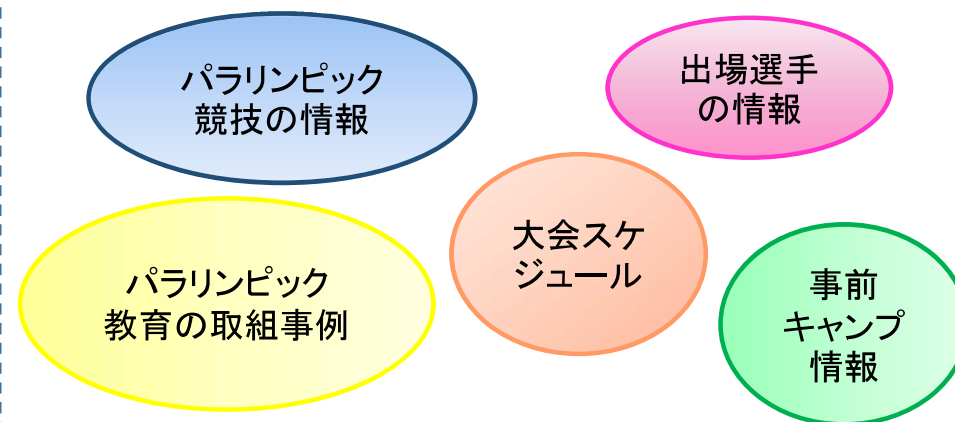 パラリンピック
競技の情報
出場選手
の情報
大会スケ
ジュール
パラリンピック
教育の取組事例
事前
キャンプ
情報